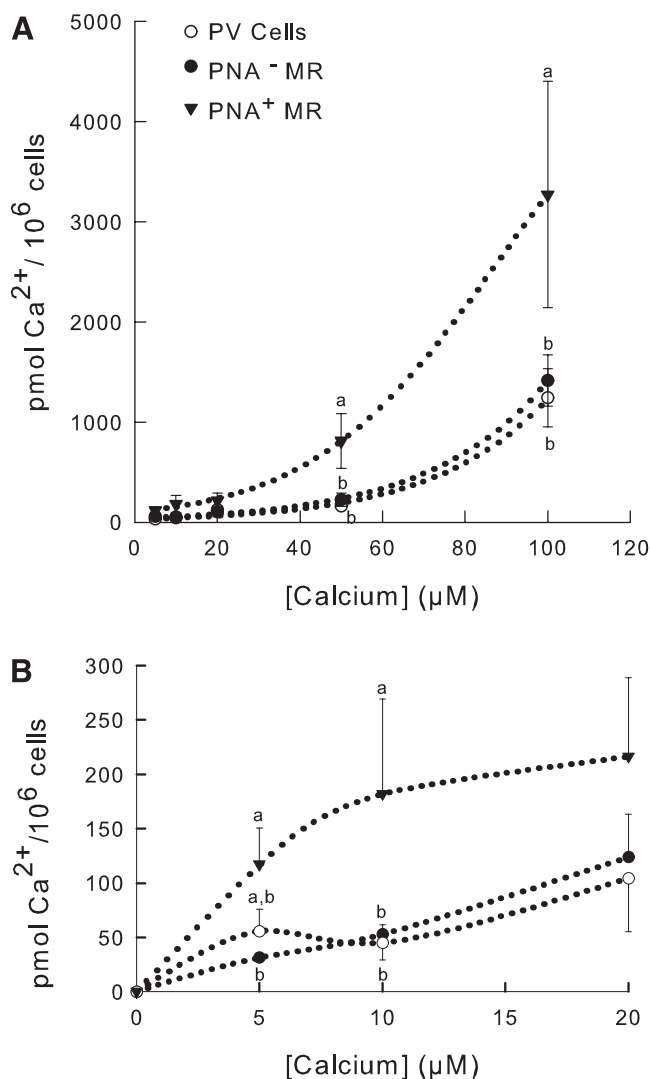 A
PV Cells
PNA⁻ MR
PNA⁺ MR
pmol Ca²⁺/ 10⁶ cells
5000
4000
3000
2000
1000
0
a
a
b
b
b
b
0 20 40 60 80 100 120
[Calcium] (µM)
B
pmol Ca²⁺/10⁶ cells
300
250
200
150
100
50
0
a
a
a,b
b
b
b
0 5 10 15 20
[Calcium] (µM)